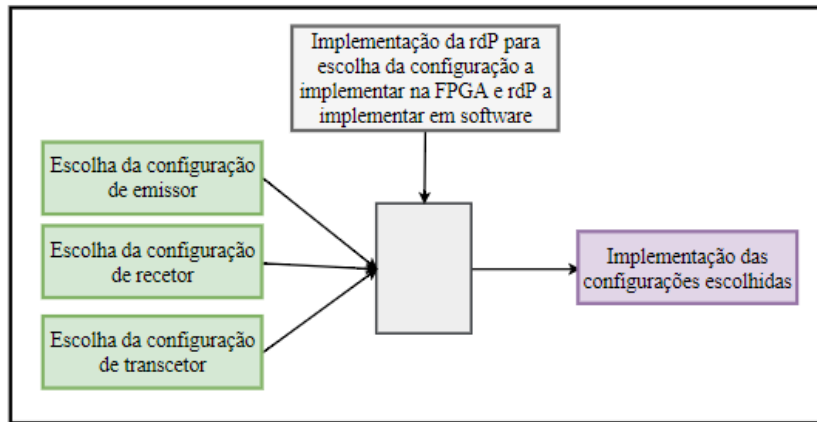 Implementação da rdP para
escolha da configuração a
implementar na FPGA e rdP a
implementar em software
Escolha da configuração
de emissor
Escolha da configuração
de recetor
Escolha da configuração
de transcetor
Implementação das
configurações escolhidas